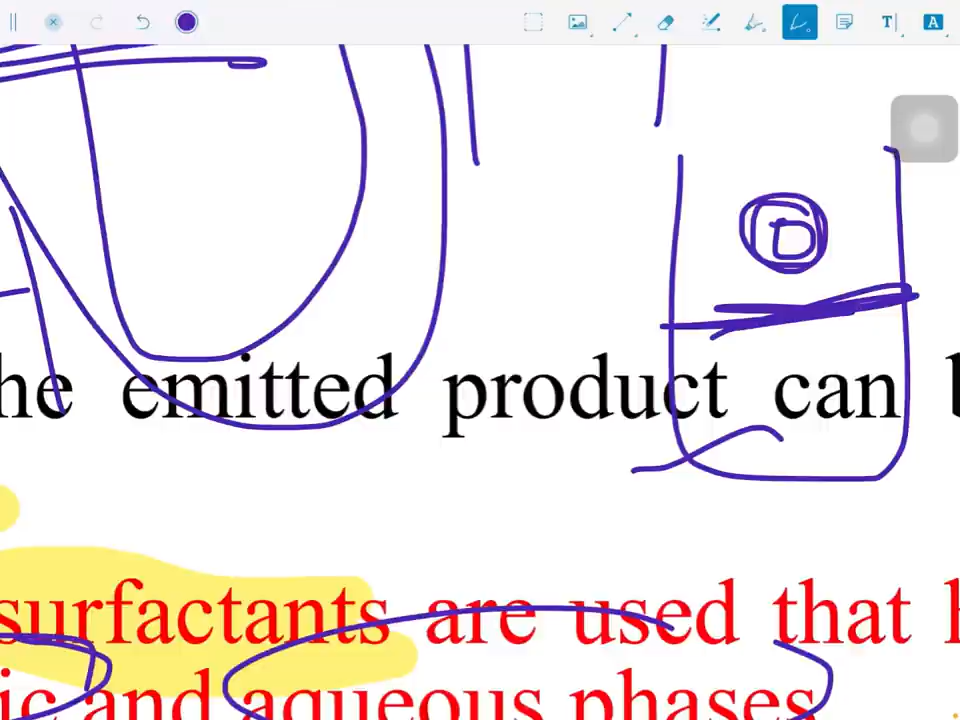 D
he emitted product can
surfactants are used that
ic and aqueous phases